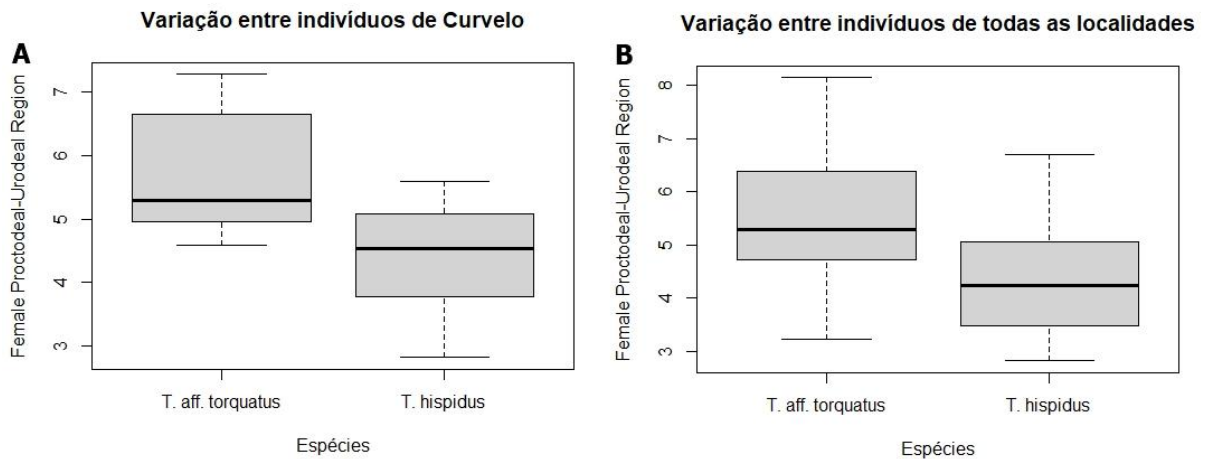 Variação entre indivíduos de Curvelo
A
Female Proctodeal-Urodeal Region
7
6
5
4
3
T. aff. torquatus
T. hispidus
Espécies
Variação entre indivíduos de todas as localidades
B
Female Proctodeal-Urodeal Region
8
7
6
5
4
3
T. aff. torquatus
T. hispidus
Espécies